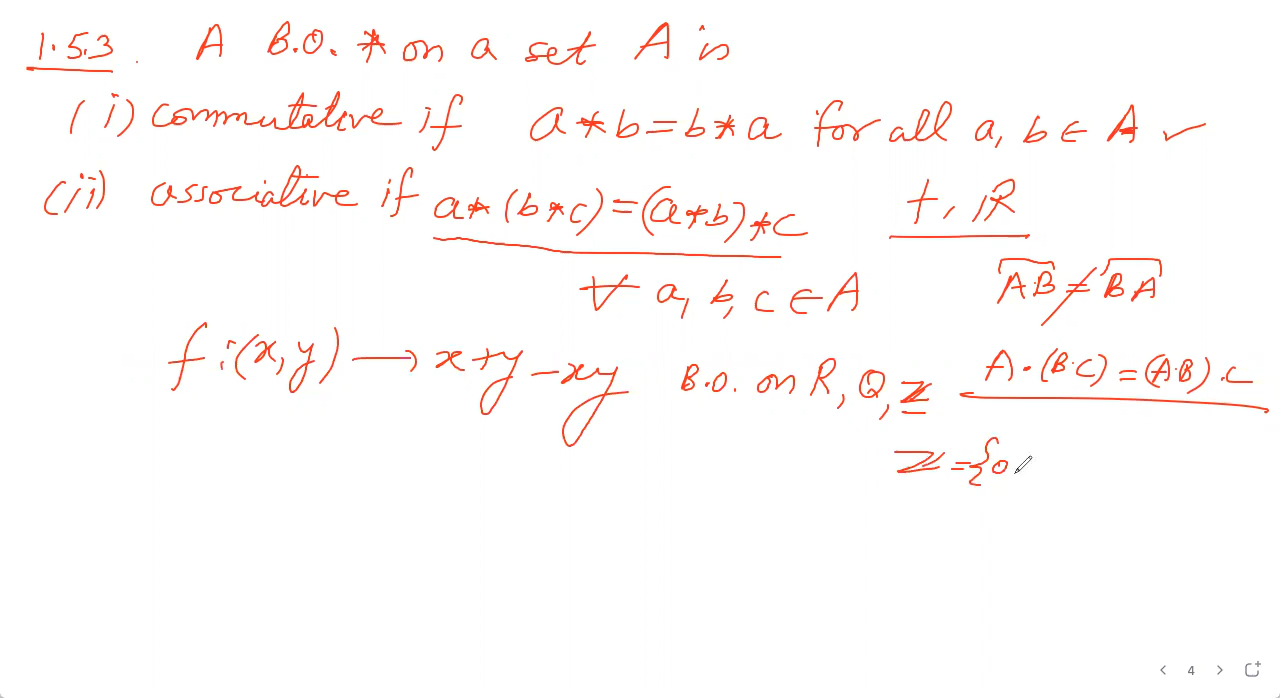 1.5.3. A B.O. * on a set A is
(i) commutative if a * b = b * a for all a, b ∈ A ✓
(ii) associative if a * (b * c) = (a * b) * c +, ℝ
∀ a, b, c ∈ A AB ≠ BA
f : (x, y) → x + y - xy B.O. on R, Q, ℤ A · (B·C) = (A·B) · C
ℤ = {0
< 4 >